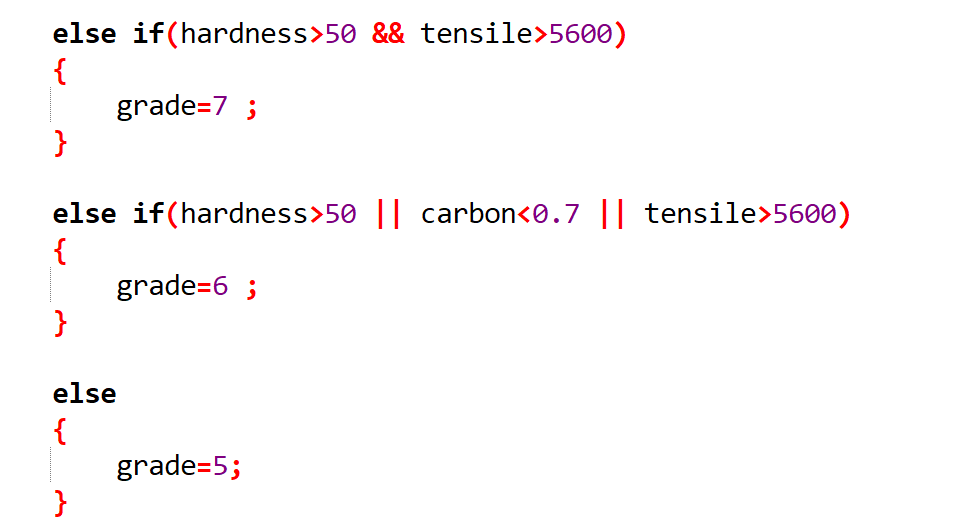 else if(hardness>50 && tensile>5600)
{
    grade=7 ;
}
else if(hardness>50 || carbon<0.7 || tensile>5600)
{
    grade=6 ;
}
else
{
    grade=5;
}